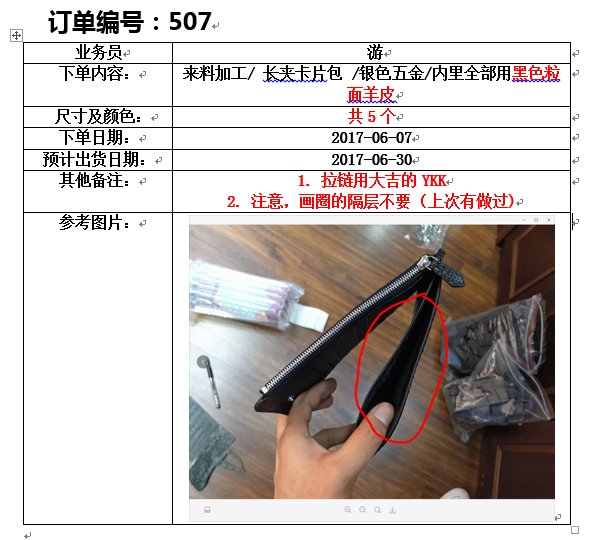 订单编号：507
业务员
游
下单内容：
来料加工/ 长夹卡片包 /银色五金/内里全部用黑色粒
面羊皮
尺寸及颜色：
共 5 个
下单日期：
2017-06-07
预计出货日期：
2017-06-30
其他备注：
1. 拉链用大吉的 YKK
2. 注意，画圈的隔层不要（上次有做过)
参考图片：